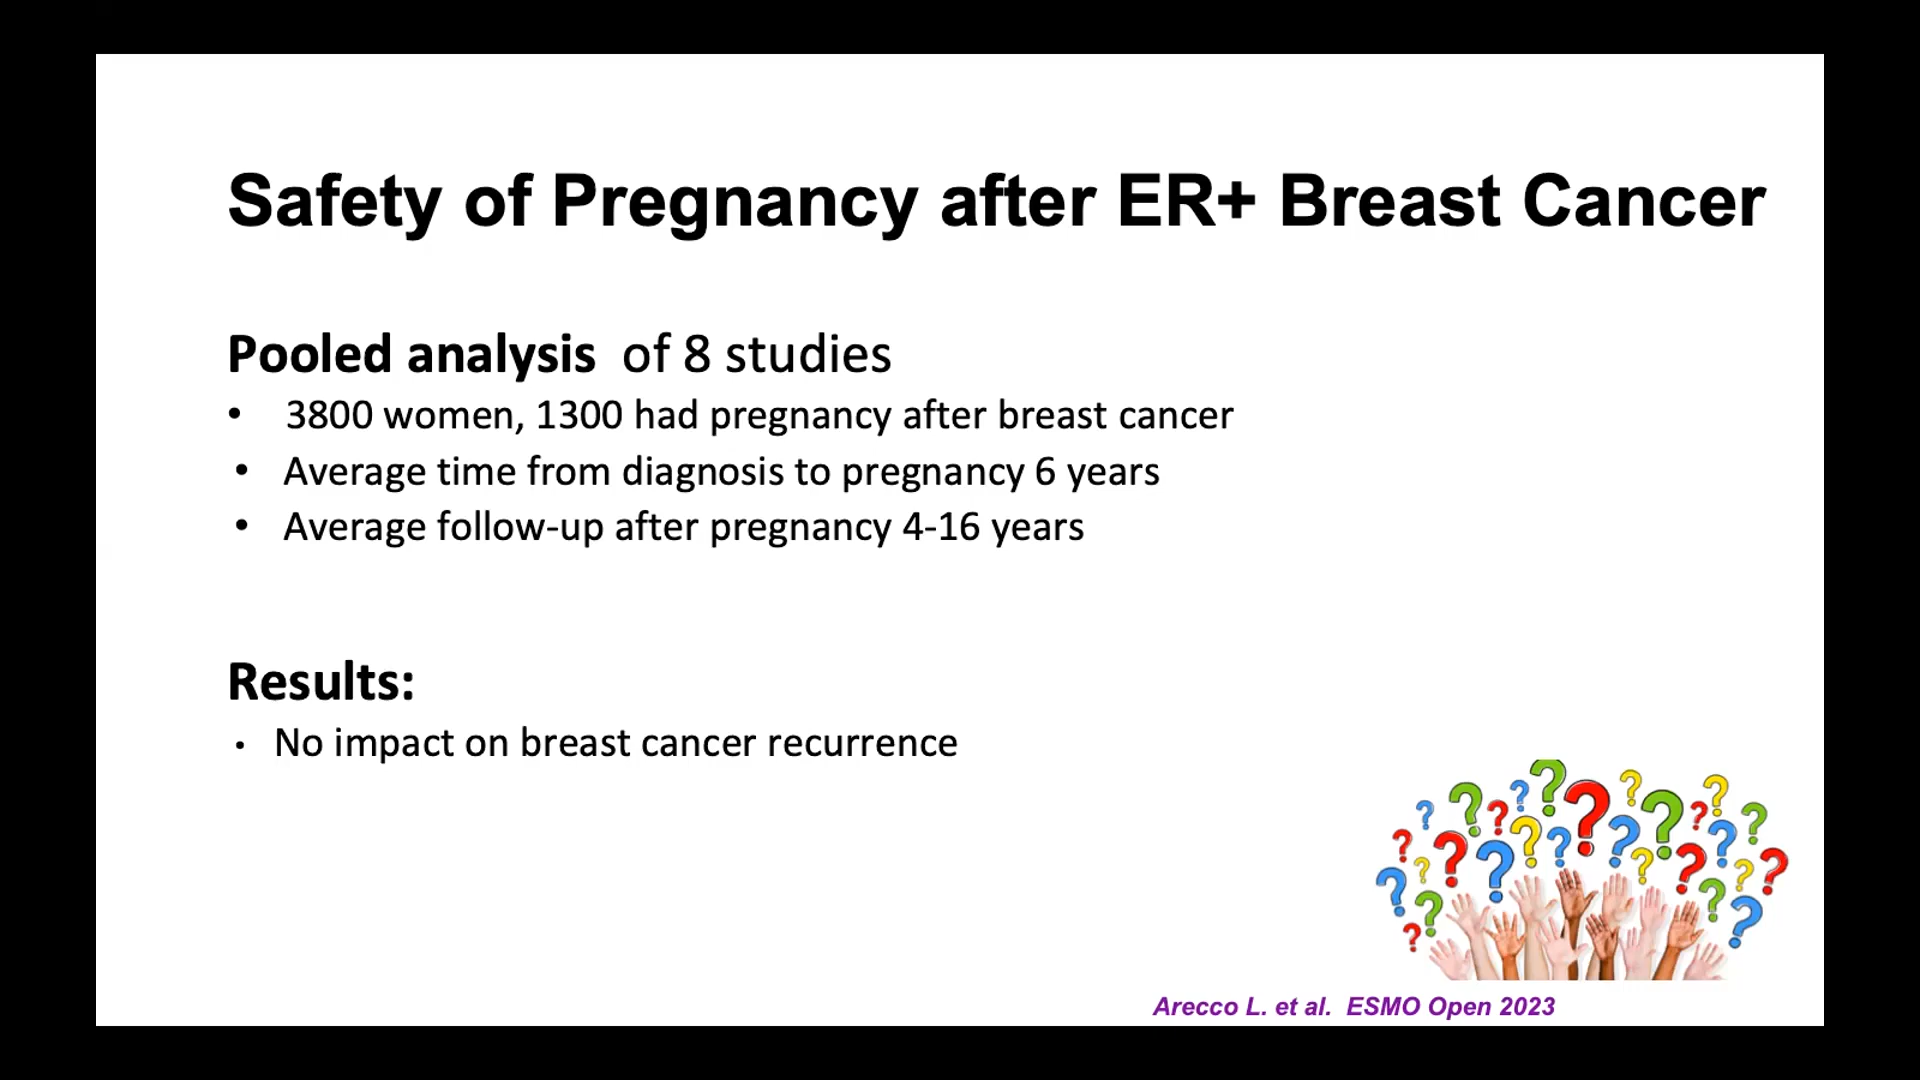 Safety of Pregnancy after ER+ Breast Cancer
Pooled analysis of 8 studies
• 3800 women, 1300 had pregnancy after breast cancer
• Average time from diagnosis to pregnancy 6 years
• Average follow-up after pregnancy 4-16 years
Results:
• No impact on breast cancer recurrence
Arecco L. et al. ESMO Open 2023